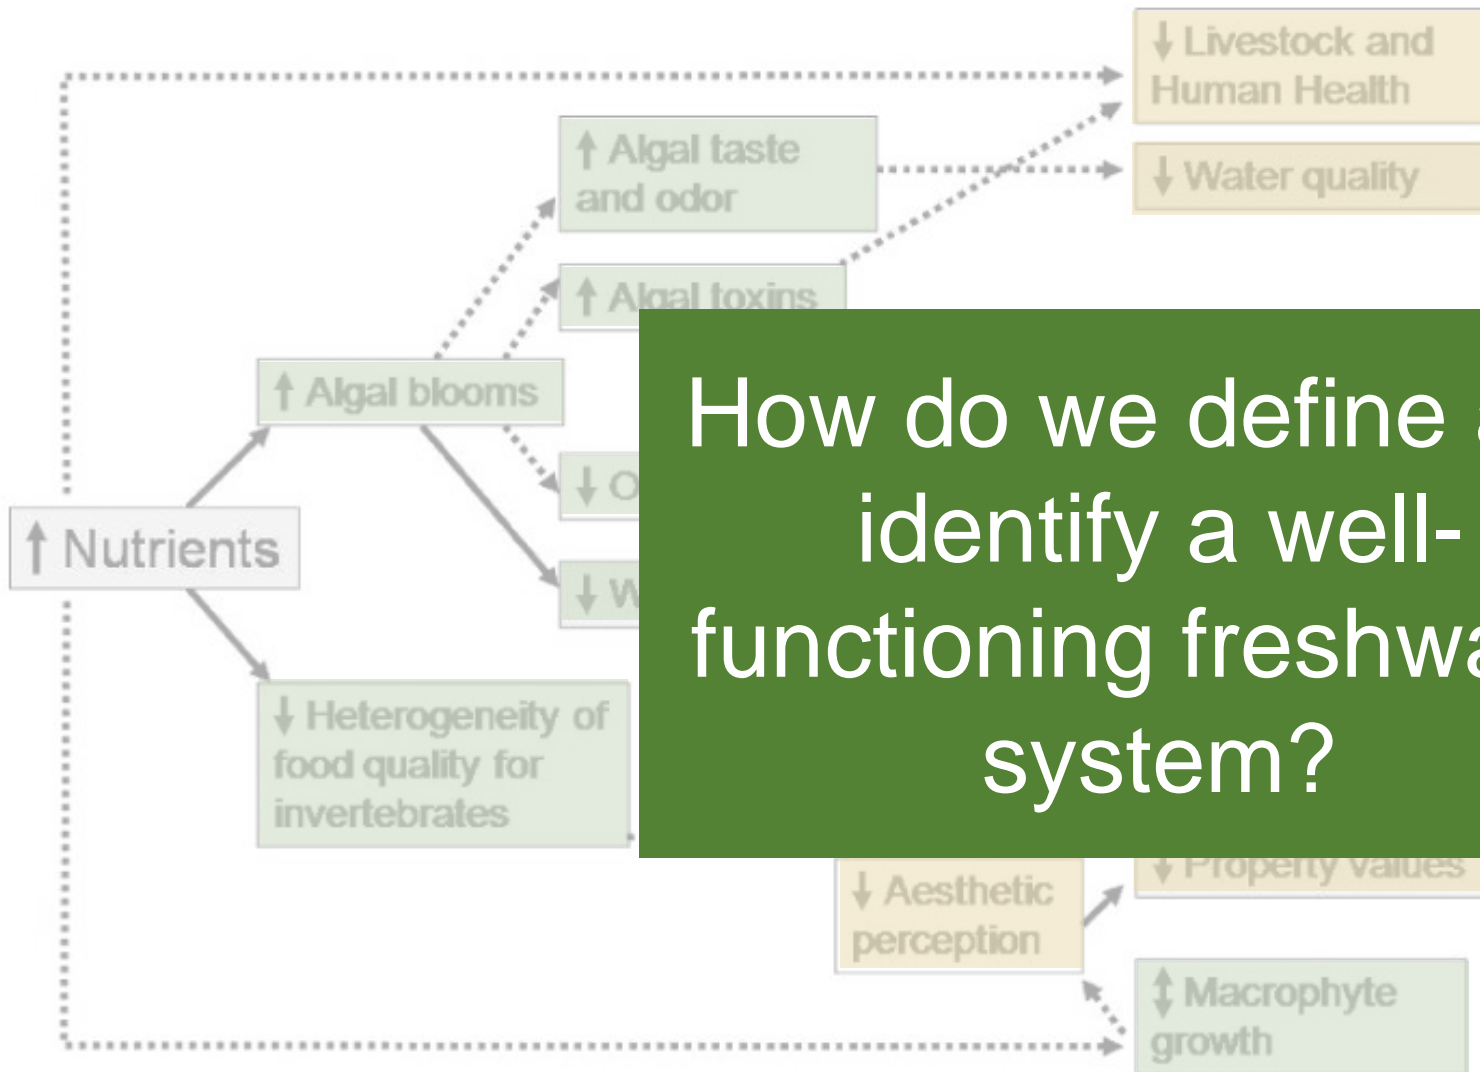 ↓ Livestock and
Human Health
↑ Algal taste
and odor
↓ Water quality
↑ Algal toxins
↑ Algal blooms
How do we define
identify a well-
functioning
system?
↑ Nutrients
↓ Heterogeneity of
food quality for
invertebrates
↓ Property values
↓ Aesthetic
perception
↕ Macrophyte
growth